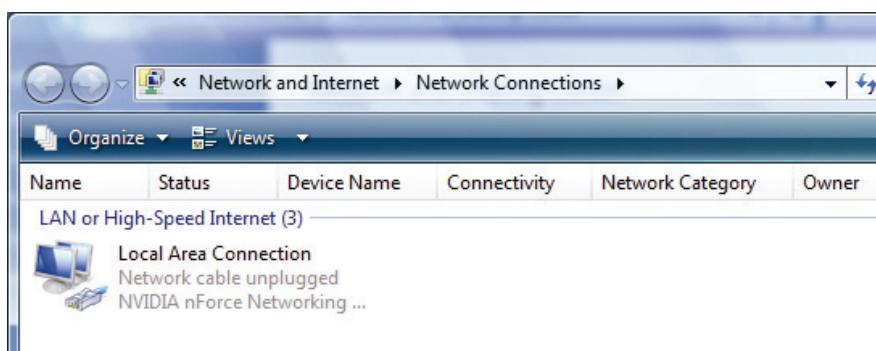 « Network and Internet ▸ Network Connections ▸
Organize Views
Name Status Device Name Connectivity Network Category Owner
LAN or High-Speed Internet (3)
Local Area Connection
Network cable unplugged
NVIDIA nForce Networking ...